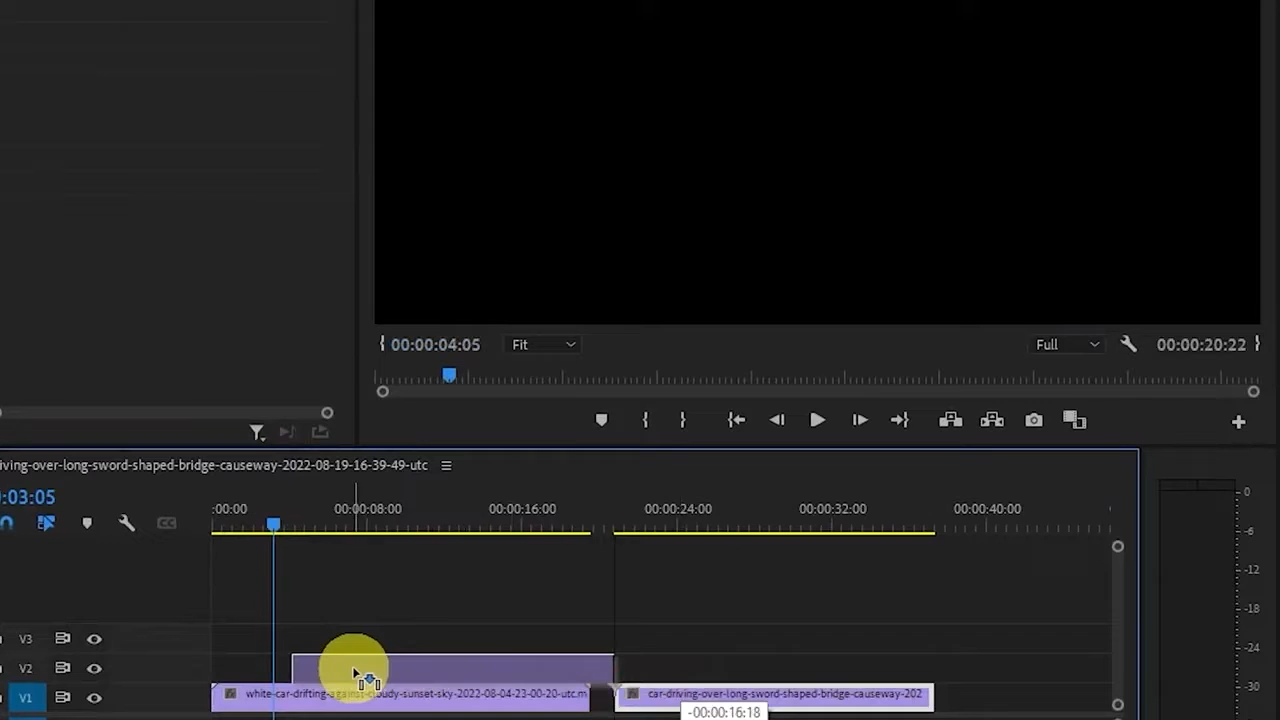 00:00:04:05
Fit
Full
00:00:20:22
iving-over-long-sword-shaped-bridge-causeway-2022-08-19-16-39-49-utc
:03:05
:00:00
00:00:08:00
00:00:16:00
00:00:24:00
00:00:32:00
00:00:40:00
CC
0
-6
-12
-18
-24
-30
V3
V2
V1
white-car-drifting-against-cloudy-sunset-sky-2022-08-04-23-00-20-utc.m
car-driving-over-long-sword-shaped-bridge-causeway-202
-00:00:16:18